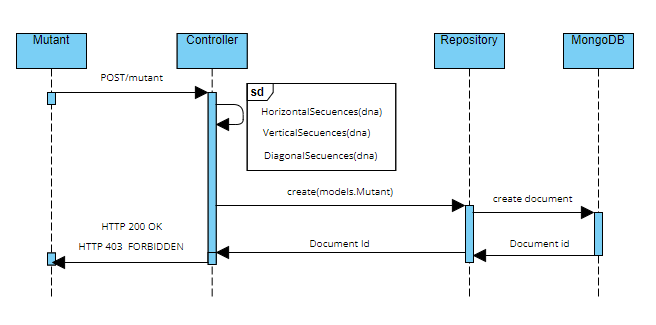 Mutant
Controller
Repository
MongoDB
POST/mutant
sd
HorizontalSecuences(dna)
VerticalSecuences(dna)
DiagonalSecuences(dna)
create(models.Mutant)
create document
HTTP 200 OK
HTTP 403 FORBIDDEN
Document Id
Document id